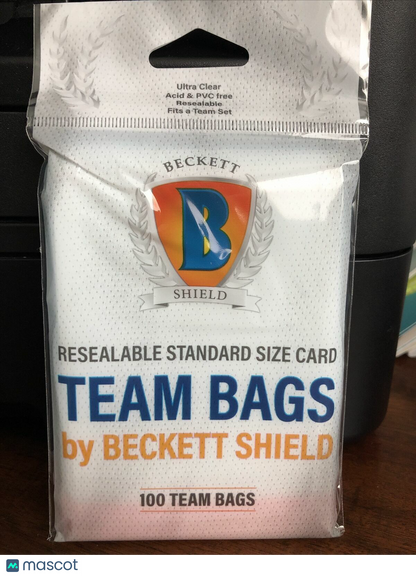 Ultra Clear
Acid & PVC free
Resealable
Fits a Team Set
BECKETT
B
SHIELD
RESEALABLE STANDARD SIZE CARD
TEAM BAGS
by BECKETT SHIELD
100 TEAM BAGS
mascot